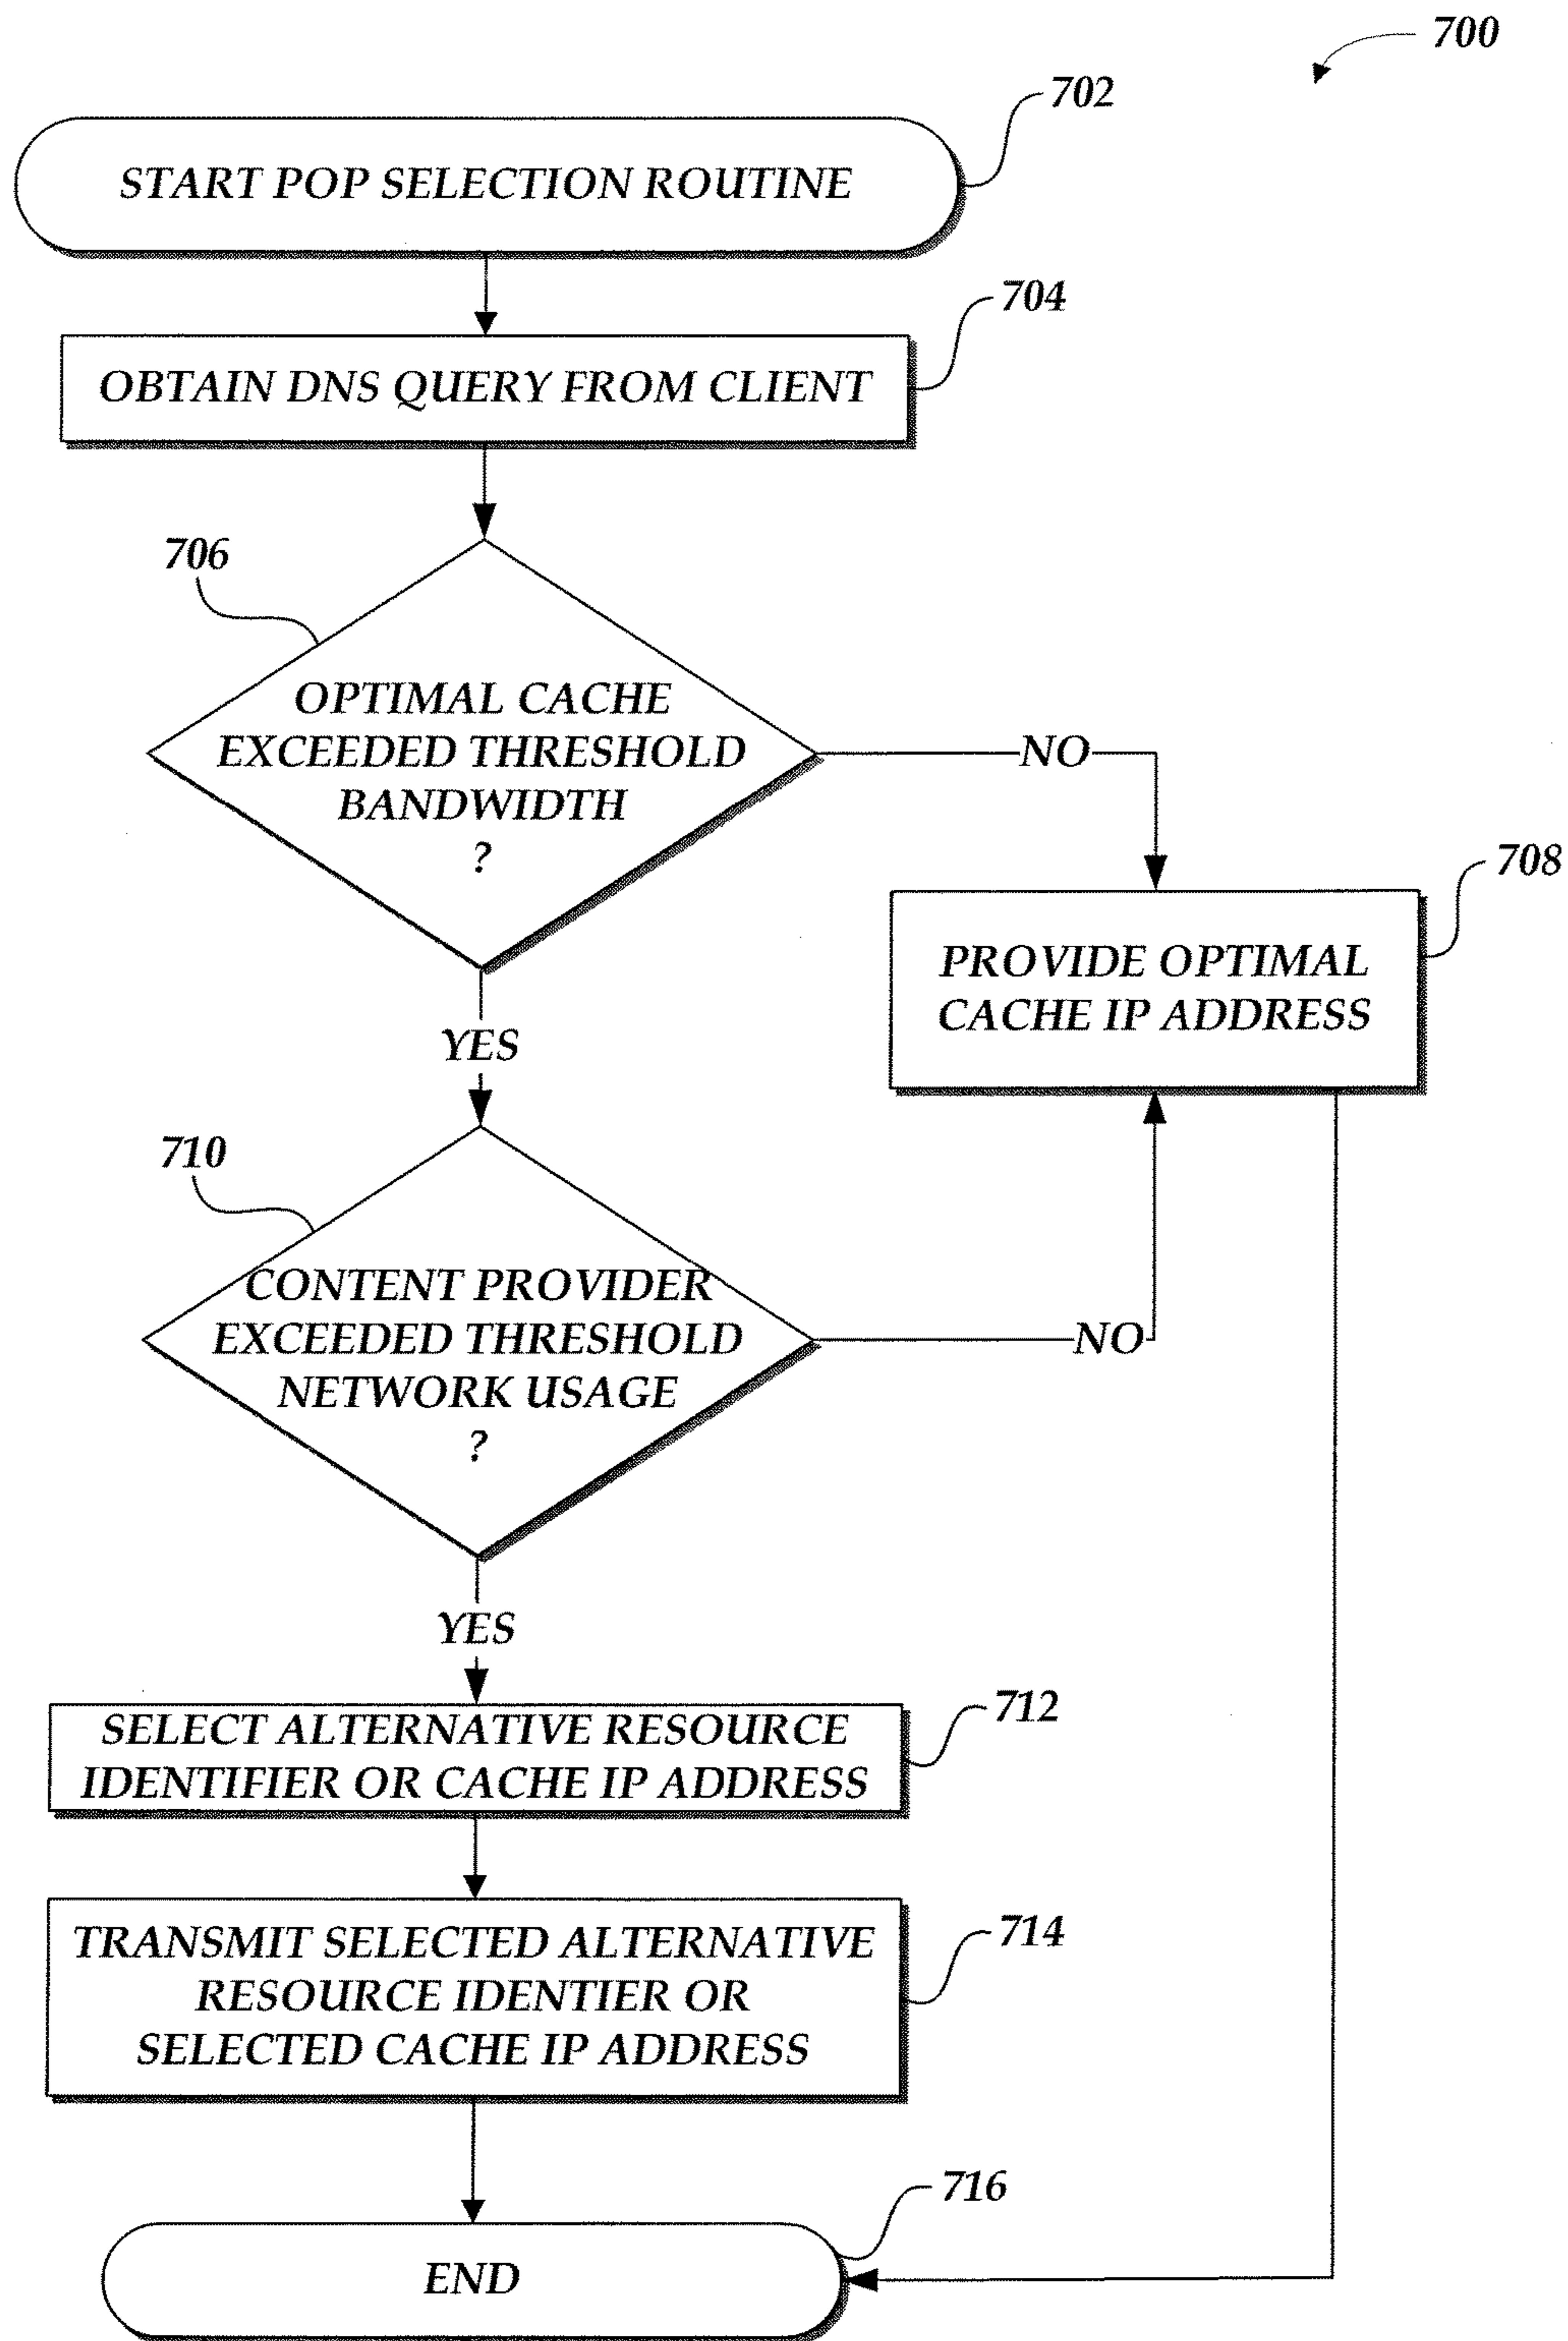 700
702
START POP SELECTION ROUTINE
704
OBTAIN DNS QUERY FROM CLIENT
706
OPTIMAL CACHE
EXCEEDED THRESHOLD
BANDWIDTH
?
NO
708
PROVIDE OPTIMAL
CACHE IP ADDRESS
YES
710
CONTENT PROVIDER
EXCEEDED THRESHOLD
NETWORK USAGE
?
NO
YES
712
SELECT ALTERNATIVE RESOURCE
IDENTIFIER OR CACHE IP ADDRESS
714
TRANSMIT SELECTED ALTERNATIVE
RESOURCE IDENTIER OR
SELECTED CACHE IP ADDRESS
716
END